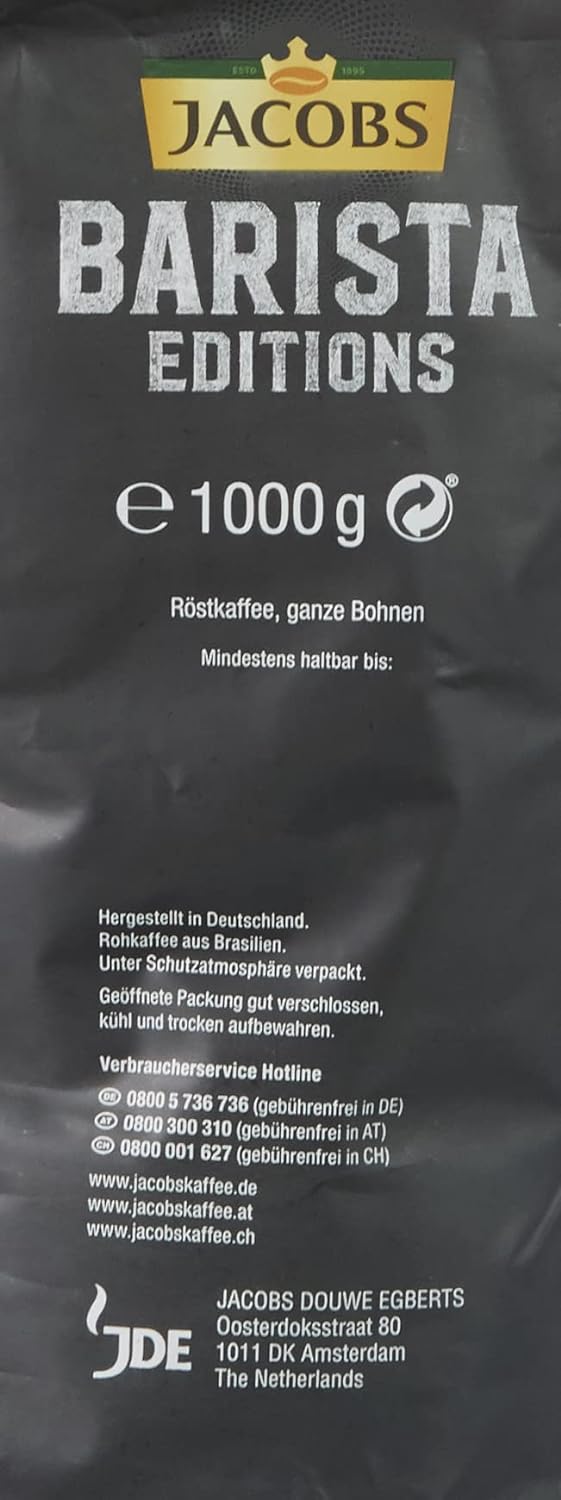 ESTD 1895
JACOBS
BARISTA
EDITIONS
℮ 1000 g ®
Röstkaffee, ganze Bohnen
Mindestens haltbar bis:
Hergestellt in Deutschland.
Rohkaffee aus Brasilien.
Unter Schutzatmosphäre verpackt.
Geöffnete Packung gut verschlossen,
kühl und trocken aufbewahren.
Verbraucherservice Hotline
DE 0800 5 736 736 (gebührenfrei in DE)
AT 0800 300 310 (gebührenfrei in AT)
CH 0800 001 627 (gebührenfrei in CH)
www.jacobskaffee.de
www.jacobskaffee.at
www.jacobskaffee.ch
JDE
JACOBS DOUWE EGBERTS
Oosterdoksstraat 80
1011 DK Amsterdam
The Netherlands